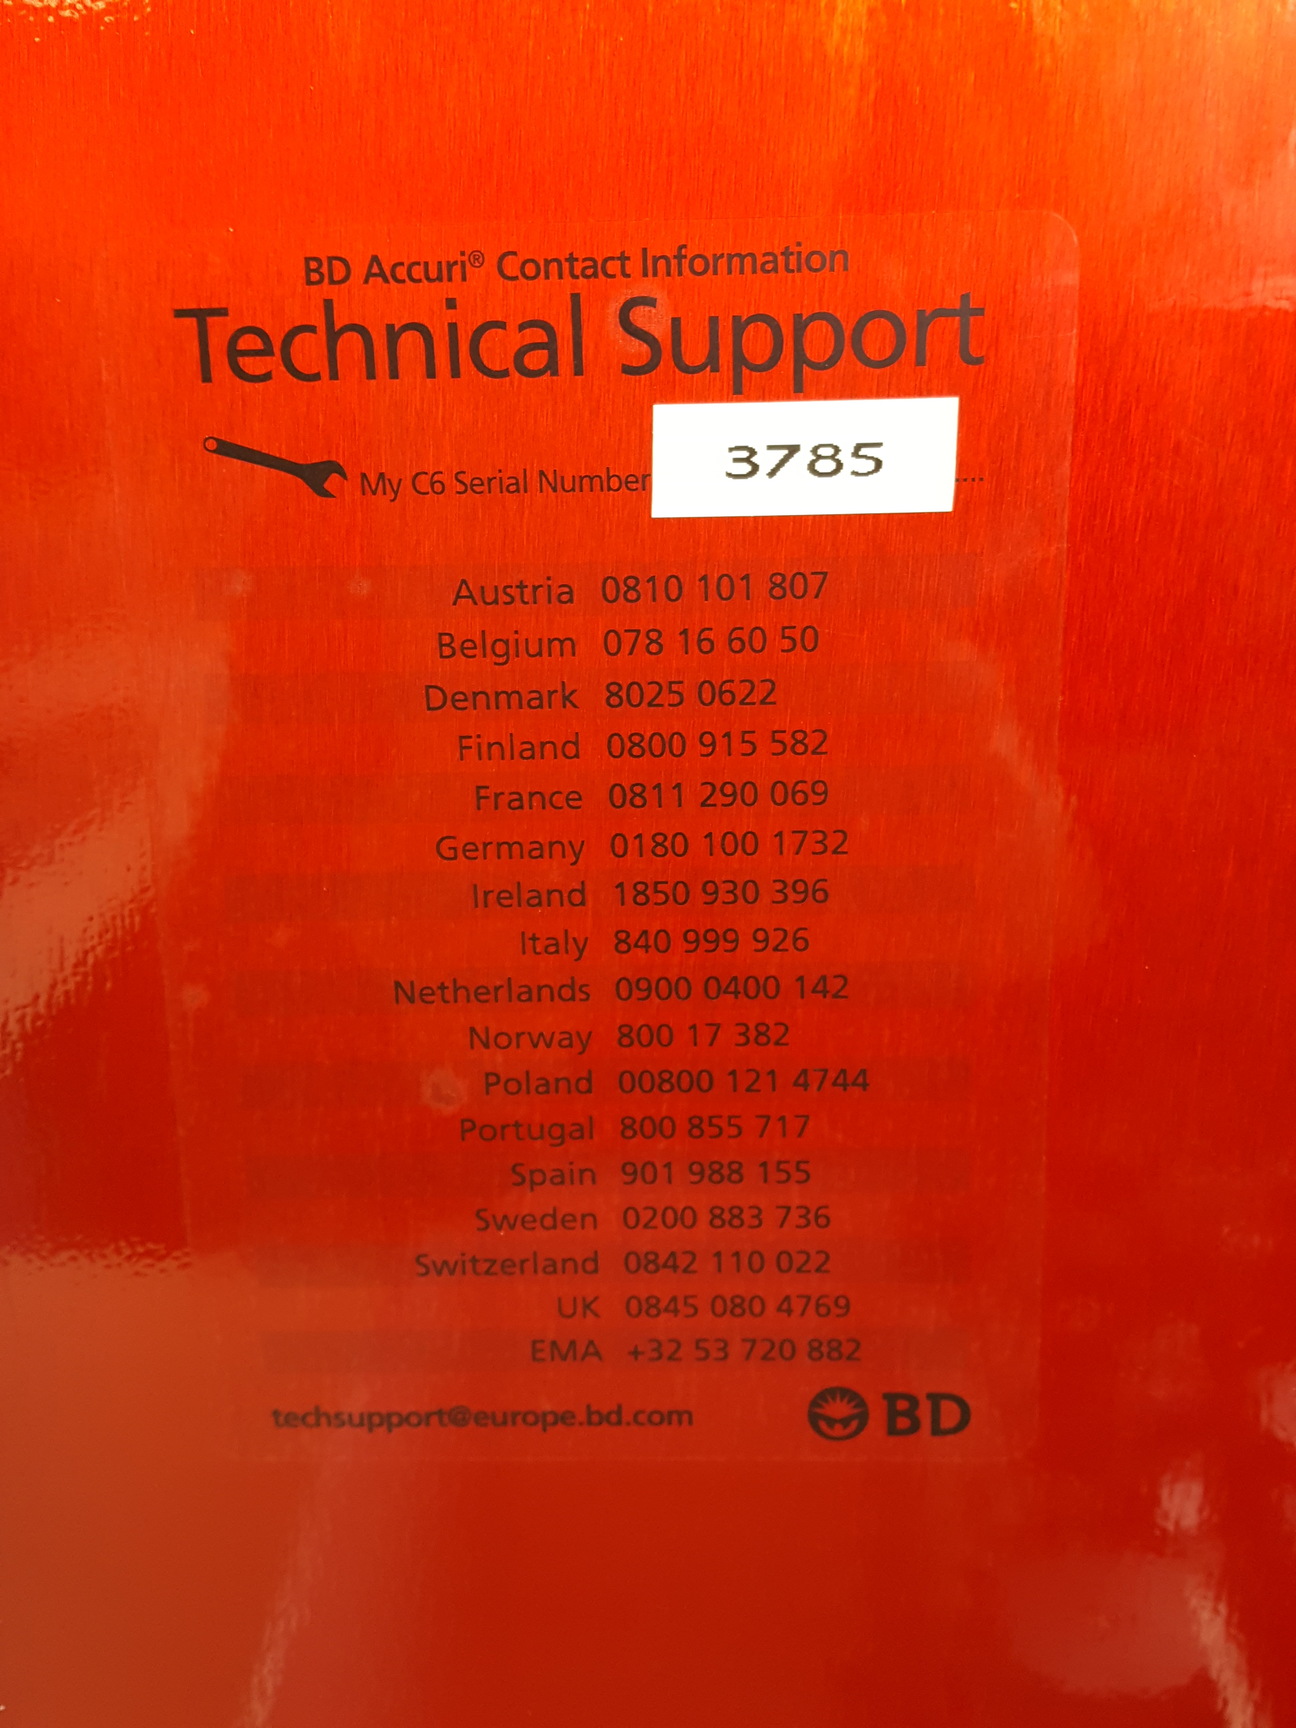 BD Accuri® Contact Information
Technical Support
My C6 Serial Number 3785 ....
Austria 0810 101 807
Belgium 078 16 60 50
Denmark 8025 0622
Finland 0800 915 582
France 0811 290 069
Germany 0180 100 1732
Ireland 1850 930 396
Italy 840 999 926
Netherlands 0900 0400 142
Norway 800 17 382
Poland 00800 121 4744
Portugal 800 855 717
Spain 901 988 155
Sweden 0200 883 736
Switzerland 0842 110 022
UK 0845 080 4769
EMA +32 53 720 882
techsupport@europe.bd.com BD